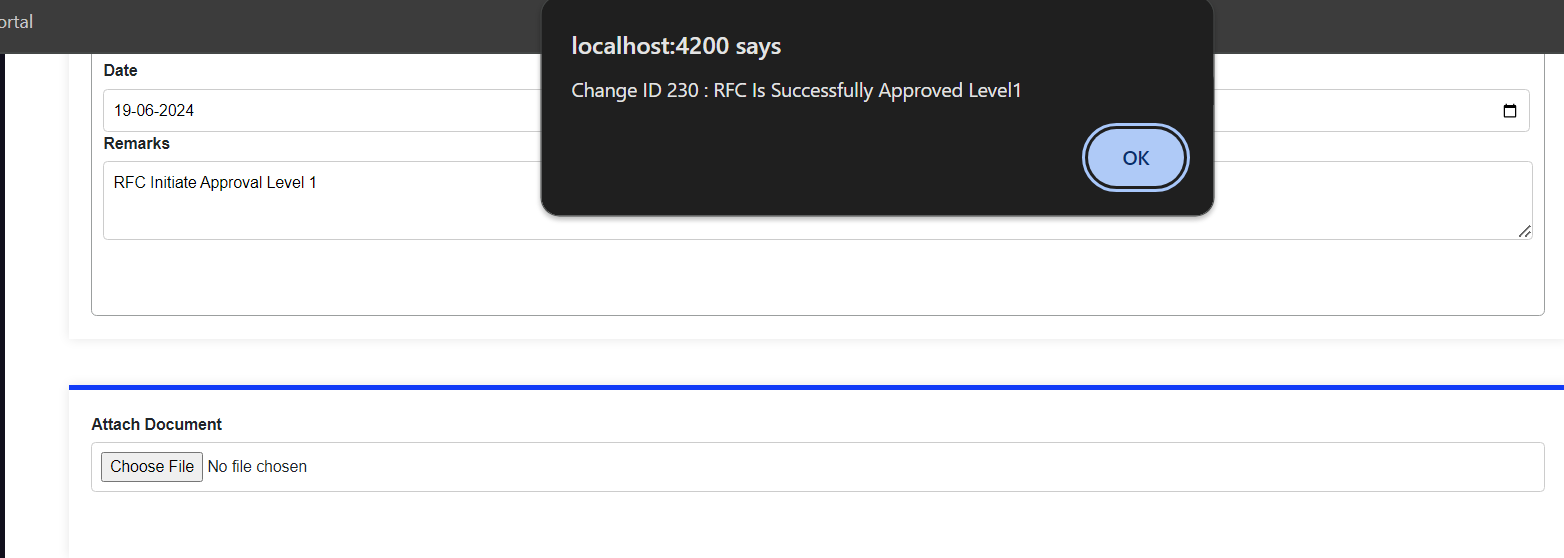 ortal
localhost:4200 says
Change ID 230 : RFC Is Successfully Approved Level1
OK
Date
19-06-2024
Remarks
RFC Initiate Approval Level 1
Attach Document
Choose File No file chosen